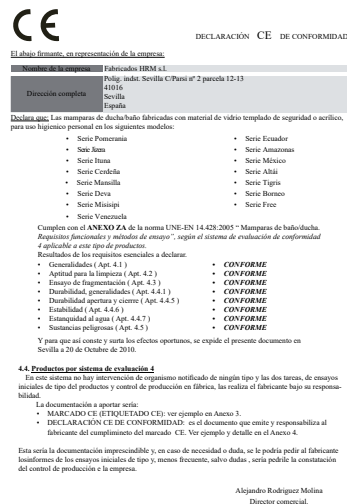 CE
DECLARACIÓN CE DE CONFORMIDAD
El abajo firmante, en representación de la empresa:
Nombre de la empresa Fabricados HRM s.l.
Dirección completa
Polig. indst. Sevilla C/Parsi nº 2 parcela 12-13
41016
Sevilla
España
Declara que: Las mamparas de ducha/baño fabricadas con material de vidrio templado de seguridad o acrílico,
para uso higienico personal en los siguientes modelos:
• Serie Pomerania
• Serie Jizera
• Serie Ituna
• Serie Cerdeña
• Serie Mansilla
• Serie Deva
• Serie Misisipi
• Serie Venezuela
• Serie Ecuador
• Serie Amazonas
• Serie México
• Serie Altái
• Serie Tigris
• Serie Borneo
• Serie Free
Cumplen con el ANEXO ZA de la norma UNE-EN 14.428:2005 “ Mamparas de baño/ducha.
Requisitos funcionales y métodos de ensayo”, según el sistema de evaluación de conformidad
4 aplicable a este tipo de productos.
Resultados de los requisitos esenciales a declarar.
• Generalidades ( Apt. 4.1 ) • CONFORME
• Aptitud para la limpieza ( Apt. 4.2 ) • CONFORME
• Ensayo de fragmentación ( Apt. 4.3 ) • CONFORME
• Durabilidad, generalidades ( Apt. 4.4.1 ) • CONFORME
• Durabilidad apertura y cierre ( Apt. 4.4.5 ) • CONFORME
• Estabilidad ( Apt. 4.4.6 ) • CONFORME
• Estanquidad al agua ( Apt. 4.4.7 ) • CONFORME
• Sustancias peligrosas ( Apt. 4.5 ) • CONFORME
Y para que así conste y surta los efectos oportunos, se expide el presente documento en
Sevilla a 20 de Octubre de 2010.
4.4. Productos por sistema de evaluación 4
En este sistema no hay intervención de organismo notificado de ningún tipo y las dos tareas, de ensayos
iniciales de tipo del productos y control de producción en fábrica, las realiza el fabricante bajo su responsa-
bilidad.
La documentación a aportar sería:
• MARCADO CE (ETIQUETADO CE): ver ejemplo en Anexo 3.
• DECLARACIÓN CE DE CONFORMIDAD: es el documento que emite y responsabiliza al
fabricante del cumplimineto del marcado CE. Ver ejemplo y detalle en el Anexo 4.
Esta sería la documentación imprescindible y, en caso de necesidad o duda, se le podría pedir al fabricante
losinformes de los ensayos iniciales de tipo y, menos frecuente, salvo dudas , sería pedirle la constatación
del control de producción e la empresa.
Alejandro Rodriguez Molina
Director comercial.